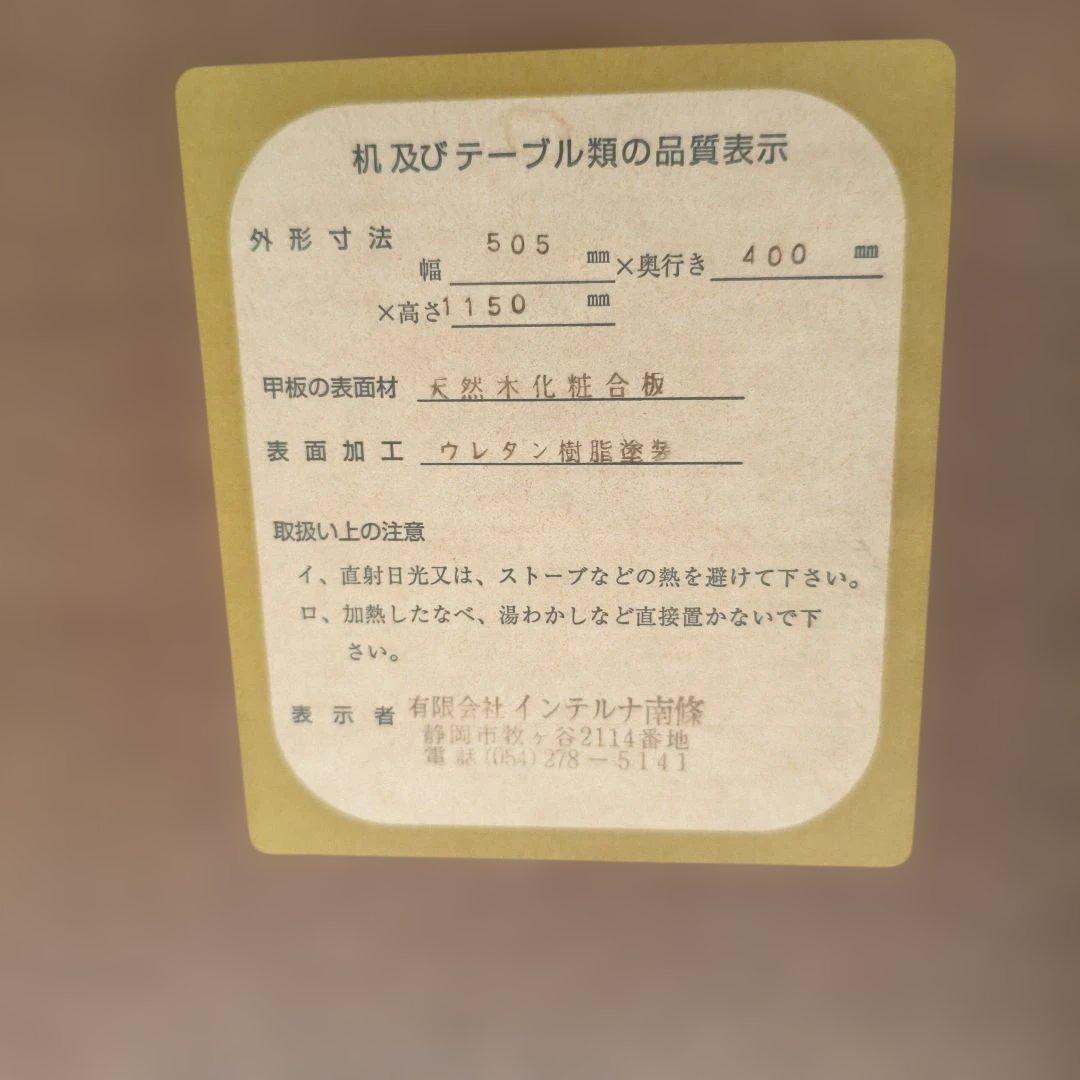 机及びテーブル類の品質表示
外形寸法
幅 505 mm ×奥行き 400 mm
×高さ 1150 mm
甲板の表面材 天然木化粧合板
表面加工 ウレタン樹脂塗装
取扱い上の注意
イ、直射日光又は、ストーブなどの熱を避けて下さい。
ロ、加熱したなべ、湯わかしなど直接置かないで下
さい。
表示者 有限会社 インテルナ南條
静岡市牧ヶ谷2114番地
電話(054)278-5141